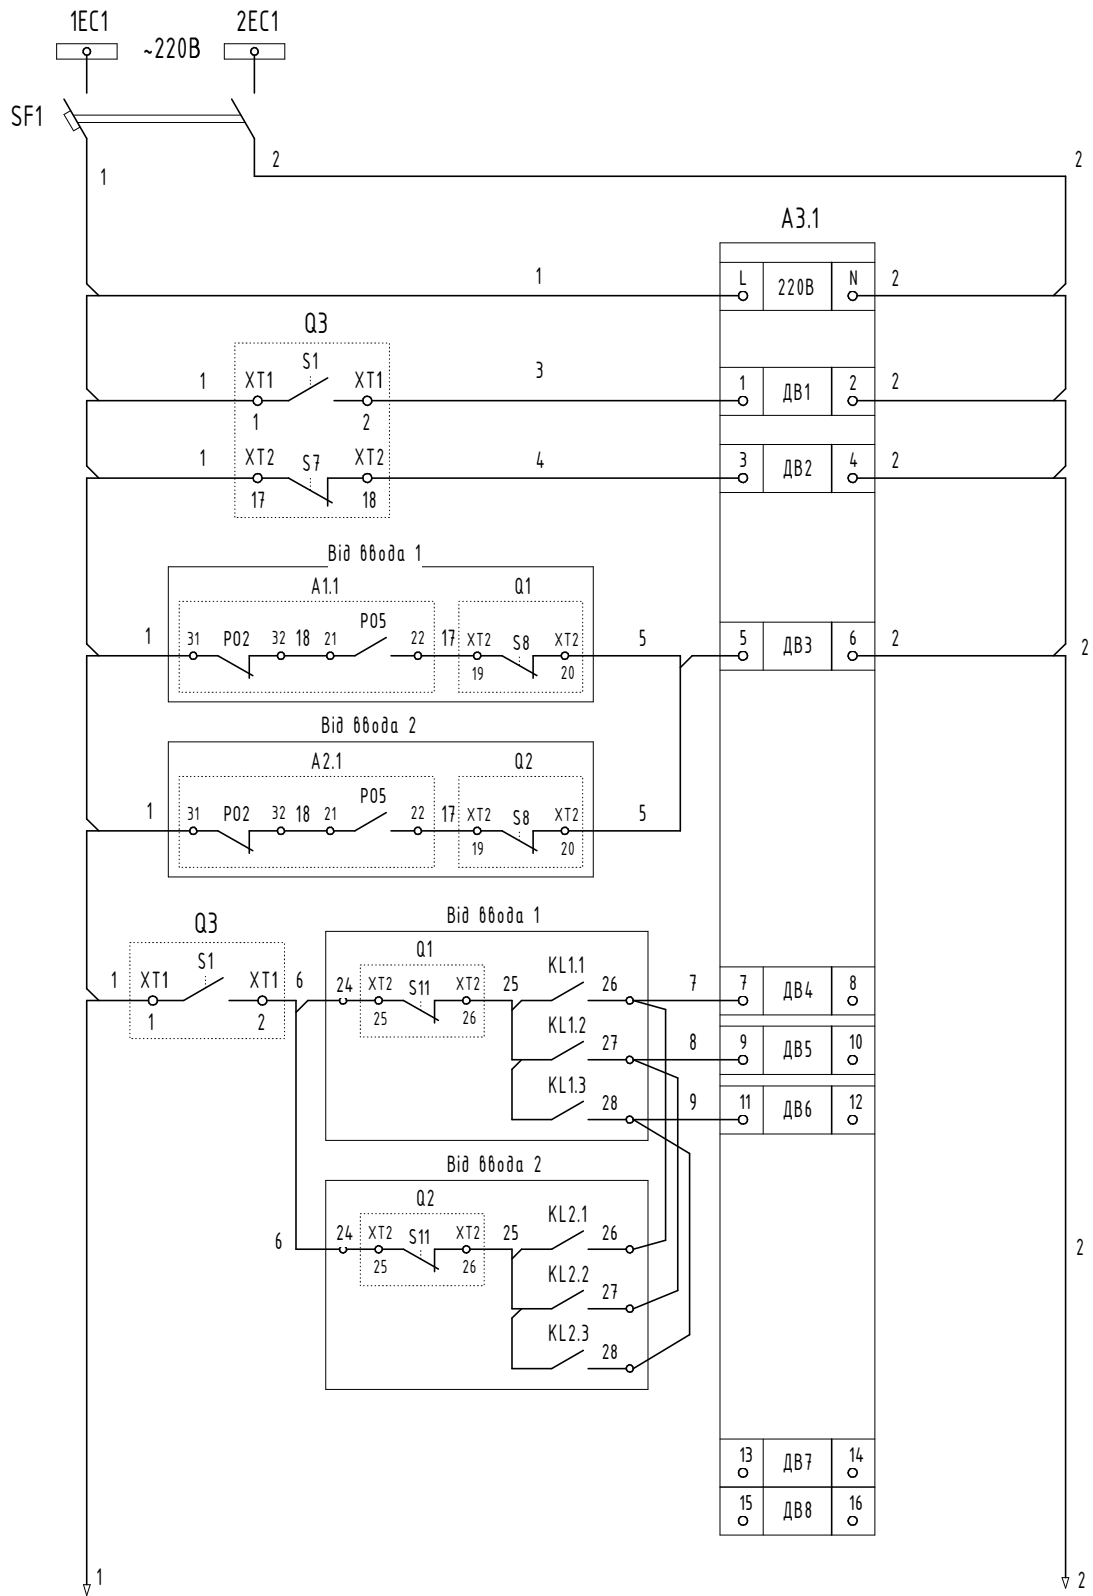 1EC1 ~220В 2EC1
SF1
1 2 2
А3.1
1 L 220В N 2
Q3
S1
1 XT1 XT1 3 1 ДВ1 2 2
1 2
1 XT2 S7 XT2 4 3 ДВ2 4 2
17 18
Від ввода 1
А1.1 Q1
1 31 РО2 32 18 21 РО5 22 17 XT2 S8 XT2 5 5 ДВ3 6 2 2
19 20
Від ввода 2
А2.1 Q2
1 31 РО2 32 18 21 РО5 22 17 XT2 S8 XT2 5
19 20
Q3 Від ввода 1
Q1
1 XT1 S1 XT1 6 24 XT2 S11 XT2 25 KL1.1 26 7 7 ДВ4 8
1 2 25 26
KL1.2 27 8 9 ДВ5 10
KL1.3 28 9 11 ДВ6 12
Від ввода 2
Q2
6 24 XT2 S11 XT2 25 KL2.1 26 2
25 26
KL2.2 27
KL2.3 28
13 ДВ7 14
15 ДВ8 16
1 2